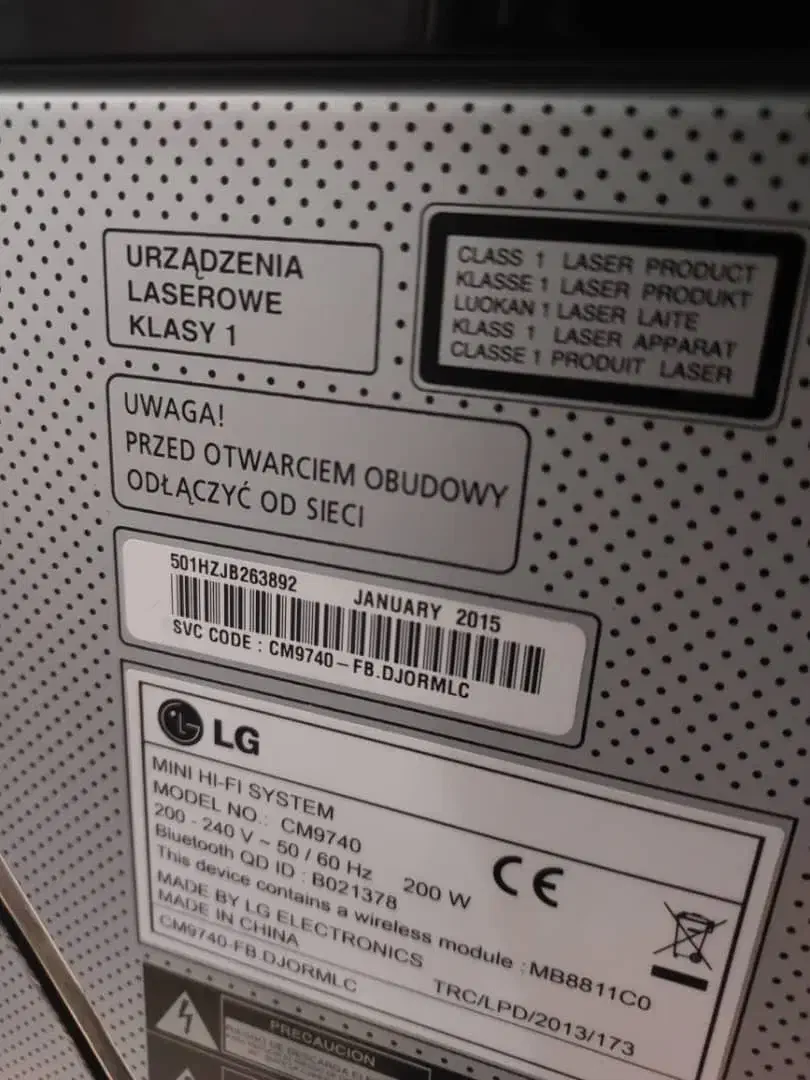 URZĄDZENIA
LASEROWE
KLASY 1
CLASS 1 LASER PRODUCT
KLASSE 1 LASER PRODUKT
LUOKAN 1 LASER LAITE
KLASS 1 LASER APPARAT
CLASSE 1 PRODUIT LASER
UWAGA!
PRZED OTWARCIEM OBUDOWY
ODŁĄCZYĆ OD SIECI
501HZJB263892 JANUARY 2015
SVC CODE : CM9740-FB.DJORMLC
LG
MINI HI-FI SYSTEM
MODEL NO.: CM9740
200 - 240 V ~ 50 / 60 Hz 200 W
Bluetooth QD ID : B021378
This device contains a wireless module : MB8811C0
MADE BY LG ELECTRONICS
MADE IN CHINA
TRC/LPD/2013/173
CM9740-FB.DJORMLC
CE
PRECAUCION